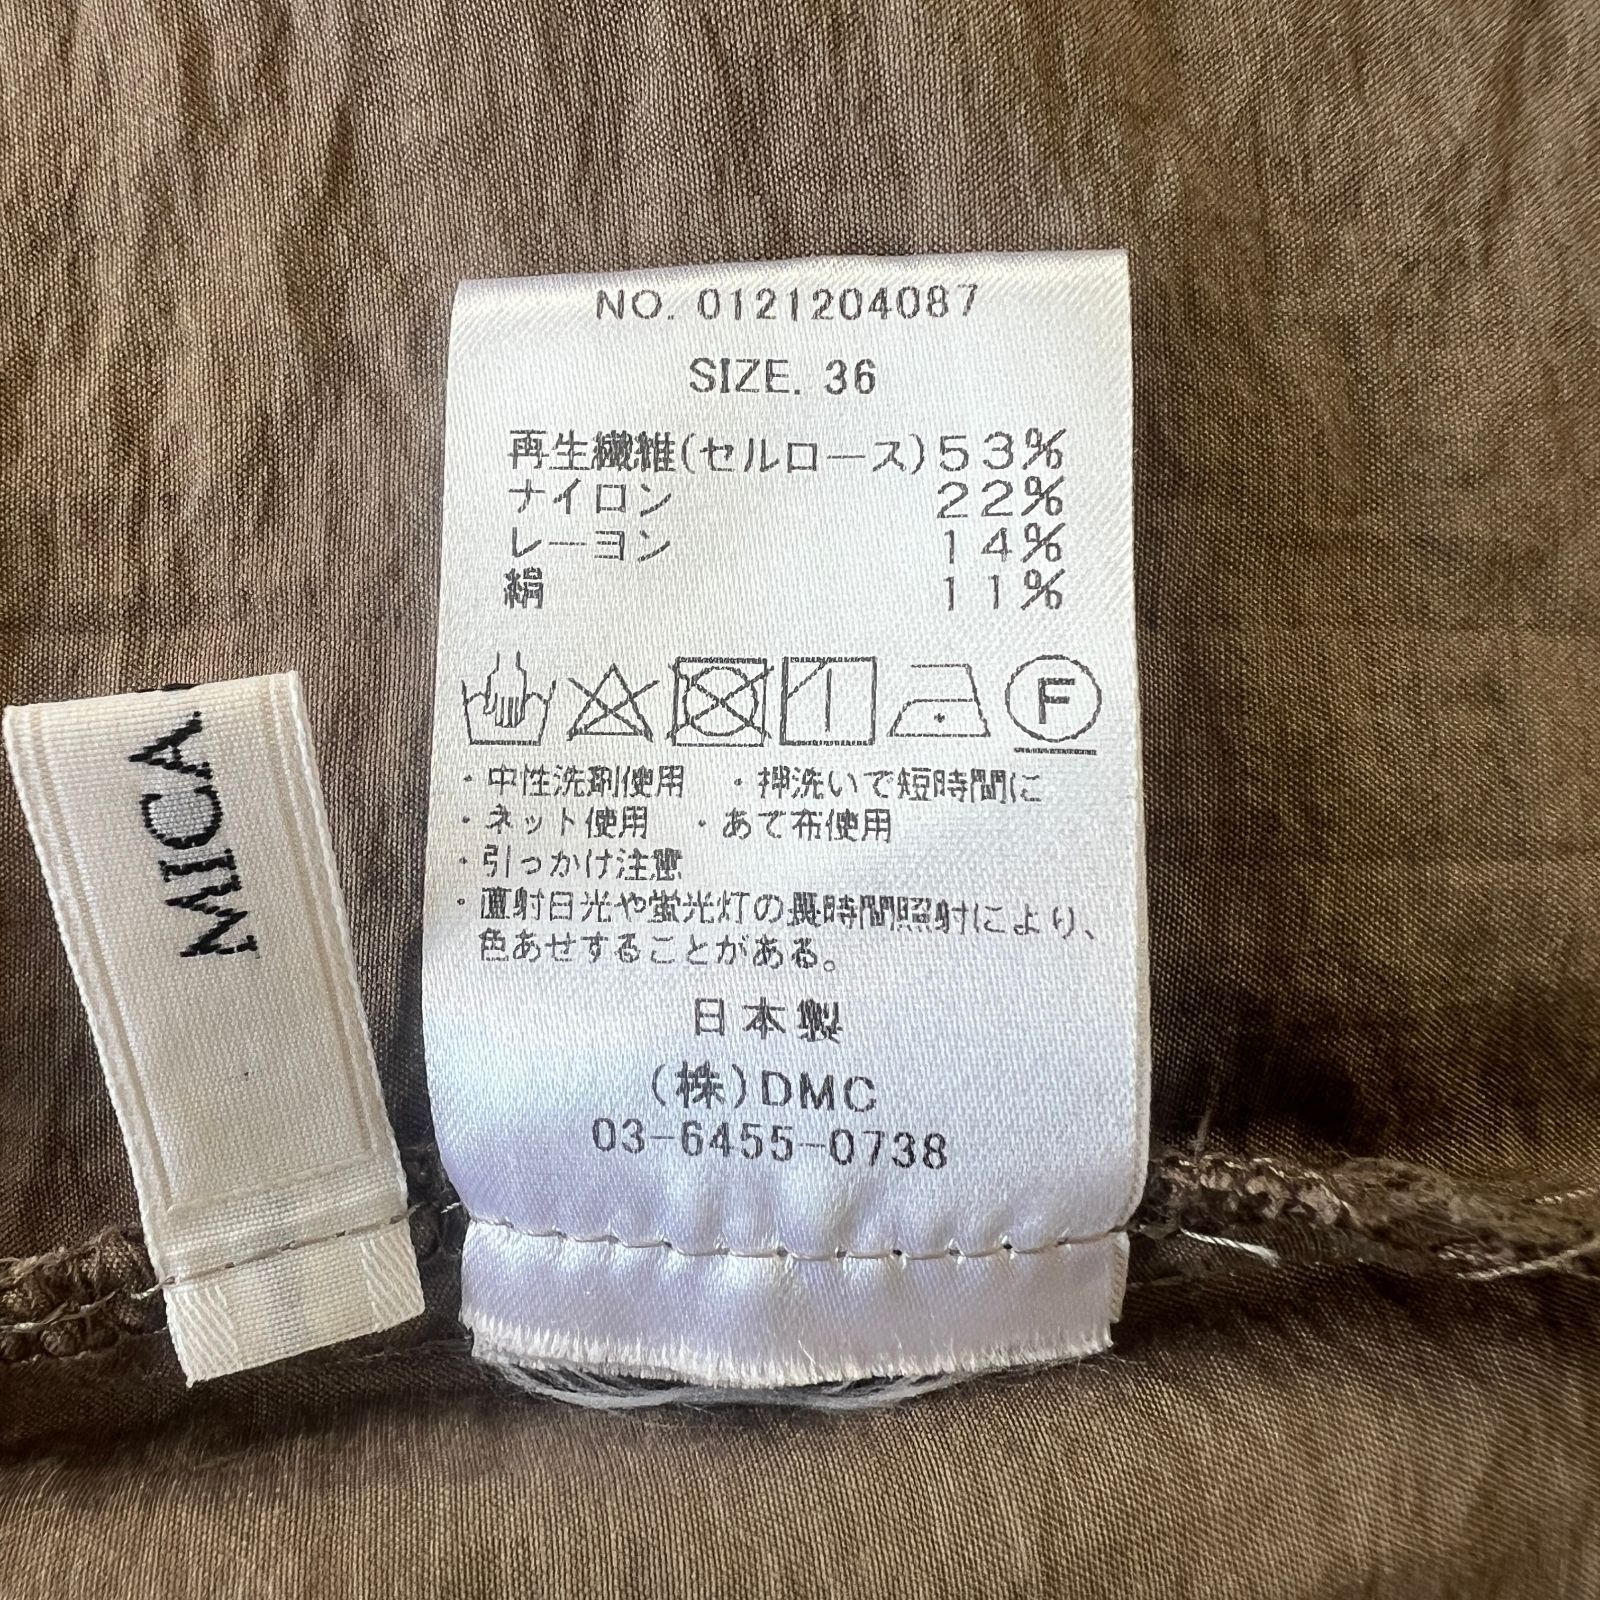 MICA
NO. 0121204087
SIZE. 36
再生繊維(セルロース)53%
ナイロン 22%
レーヨン 14%
絹 11%
F
・中性洗剤使用 ・押洗いで短時間に
・ネット使用 ・あて布使用
・引っかけ注意
・直射日光や蛍光灯の長時間照射により、
色あせすることがある。
日本製
(株)DMC
03-6455-0738